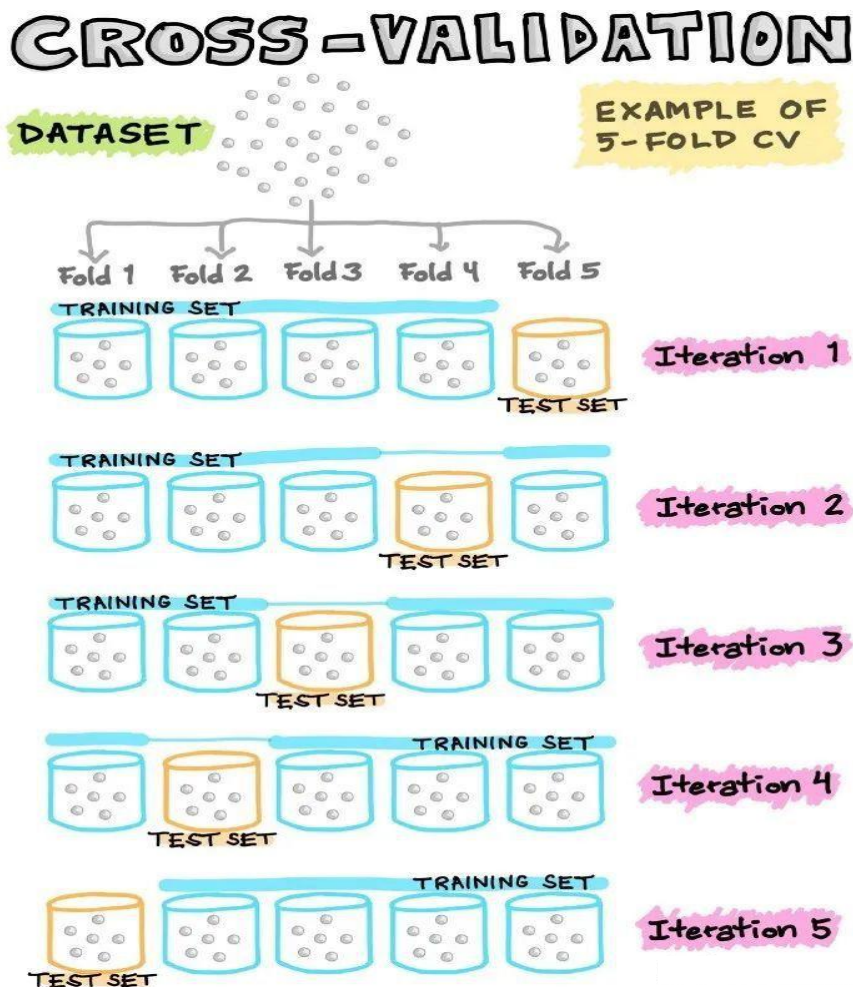 CROSS-VALIDATION
DATASET
EXAMPLE OF
5-FOLD CV
Fold 1 Fold 2 Fold 3 Fold 4 Fold 5
TRAINING SET
Iteration 1
TEST SET
TRAINING SET
Iteration 2
TEST SET
TRAINING SET
Iteration 3
TEST SET
TRAINING SET
Iteration 4
TEST SET
TRAINING SET
Iteration 5
TEST SET